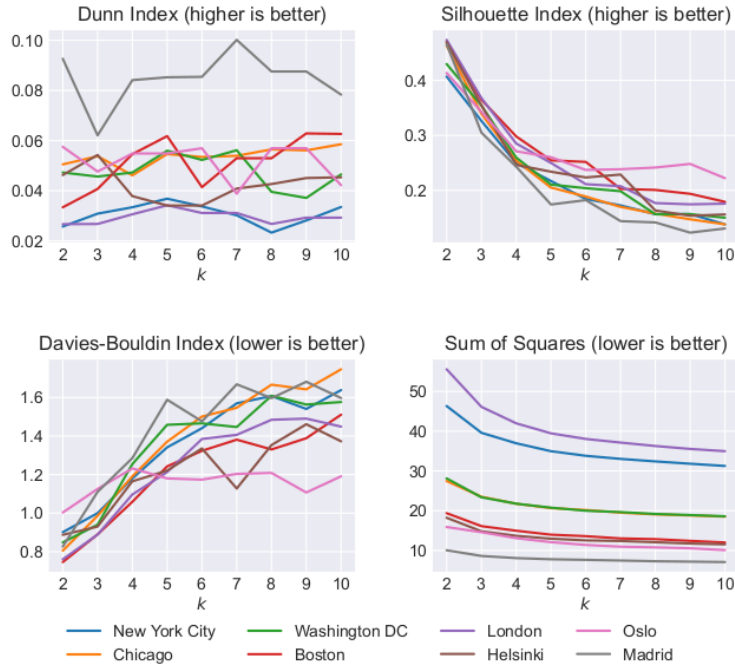 Dunn Index (higher is better)
0.10
0.08
0.06
0.04
0.02
2 3 4 5 6 7 8 9 10
k
Silhouette Index (higher is better)
0.4
0.3
0.2
2 3 4 5 6 7 8 9 10
k
Davies-Bouldin Index (lower is better)
1.6
1.4
1.2
1.0
0.8
2 3 4 5 6 7 8 9 10
k
Sum of Squares (lower is better)
50
40
30
20
10
2 3 4 5 6 7 8 9 10
k
New York City Washington DC London Oslo
Chicago Boston Helsinki Madrid